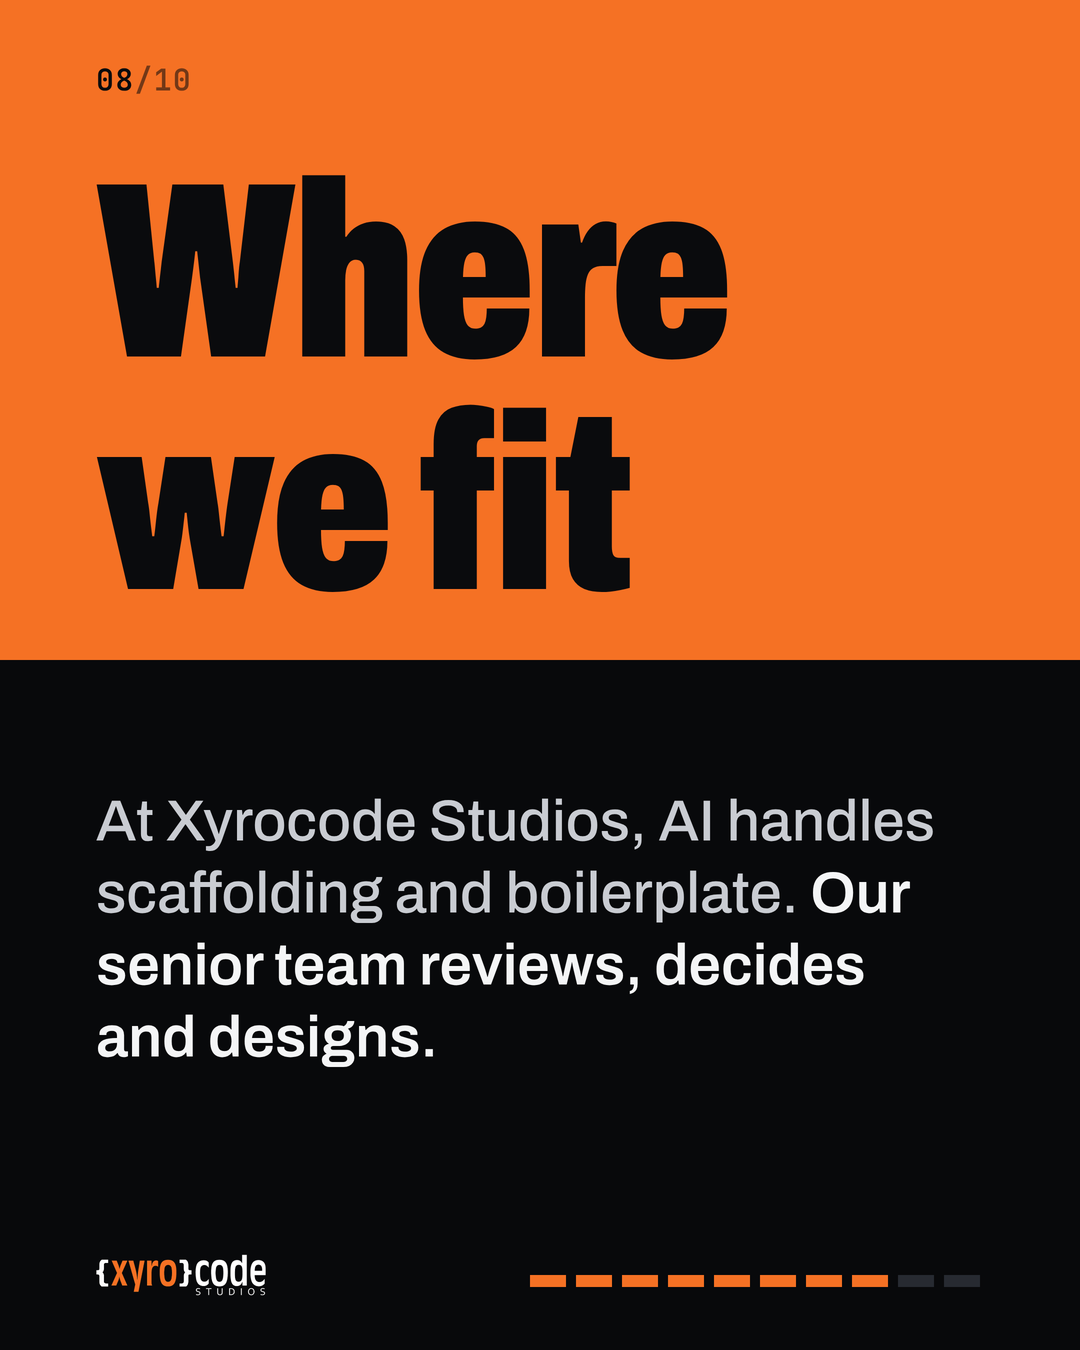 08/10
Where
we fit
At Xyrocode Studios, AI handles
scaffolding and boilerplate. Our
senior team reviews, decides
and designs.
{xyro}code
STUDIOS